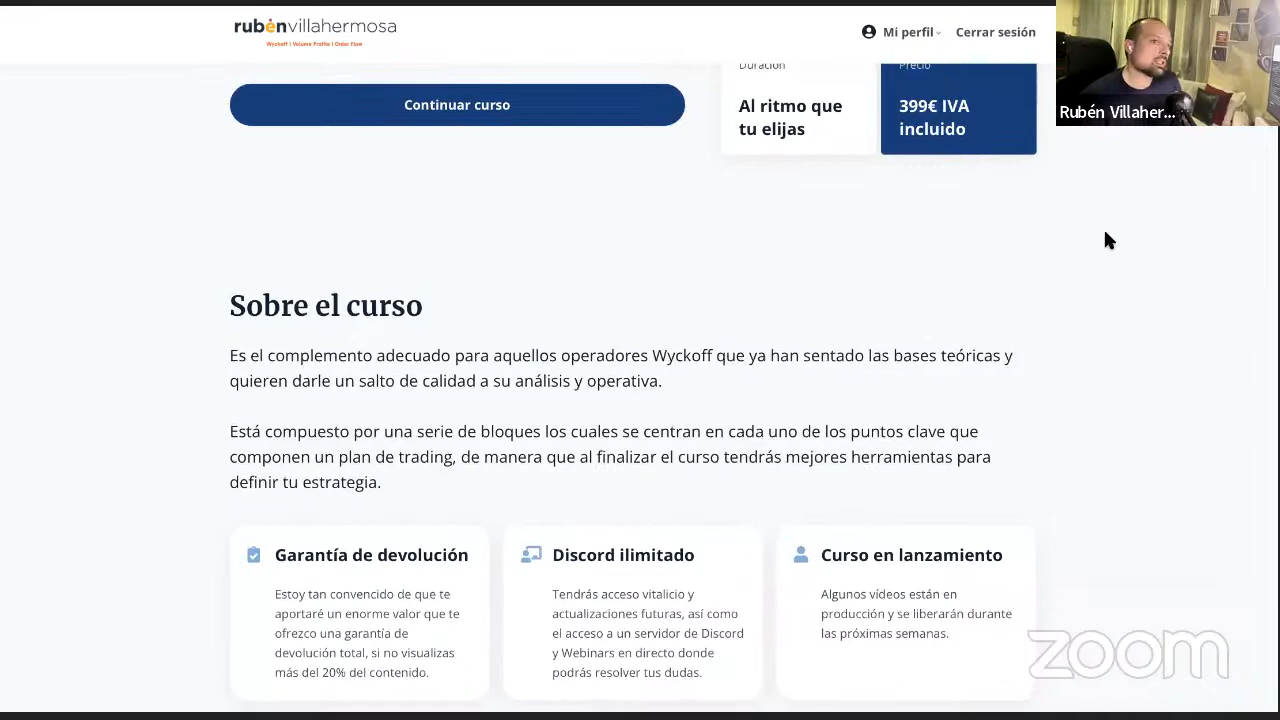 rubénvillahermosa
Wyckoff | Volume Profile | Order Flow
Mi perfil
Cerrar sesión
Rubén Villaher...
Duración
Precio
Continuar curso
Al ritmo que
tu elijas
399€ IVA
incluido
Sobre el curso
Es el complemento adecuado para aquellos operadores Wyckoff que ya han sentado las bases teóricas y
quieren darle un salto de calidad a su análisis y operativa.
Está compuesto por una serie de bloques los cuales se centran en cada uno de los puntos clave que
componen un plan de trading, de manera que al finalizar el curso tendrás mejores herramientas para
definir tu estrategia.
Garantía de devolución
Estoy tan convencido de que te
aportaré un enorme valor que te
ofrezco una garantía de
devolución total, si no visualizas
más del 20% del contenido.
Discord ilimitado
Tendrás acceso vitalicio y
actualizaciones futuras, así como
el acceso a un servidor de Discord
y Webinars en directo donde
podrás resolver tus dudas.
Curso en lanzamiento
Algunos vídeos están en
producción y se liberarán durante
las próximas semanas.
zoom